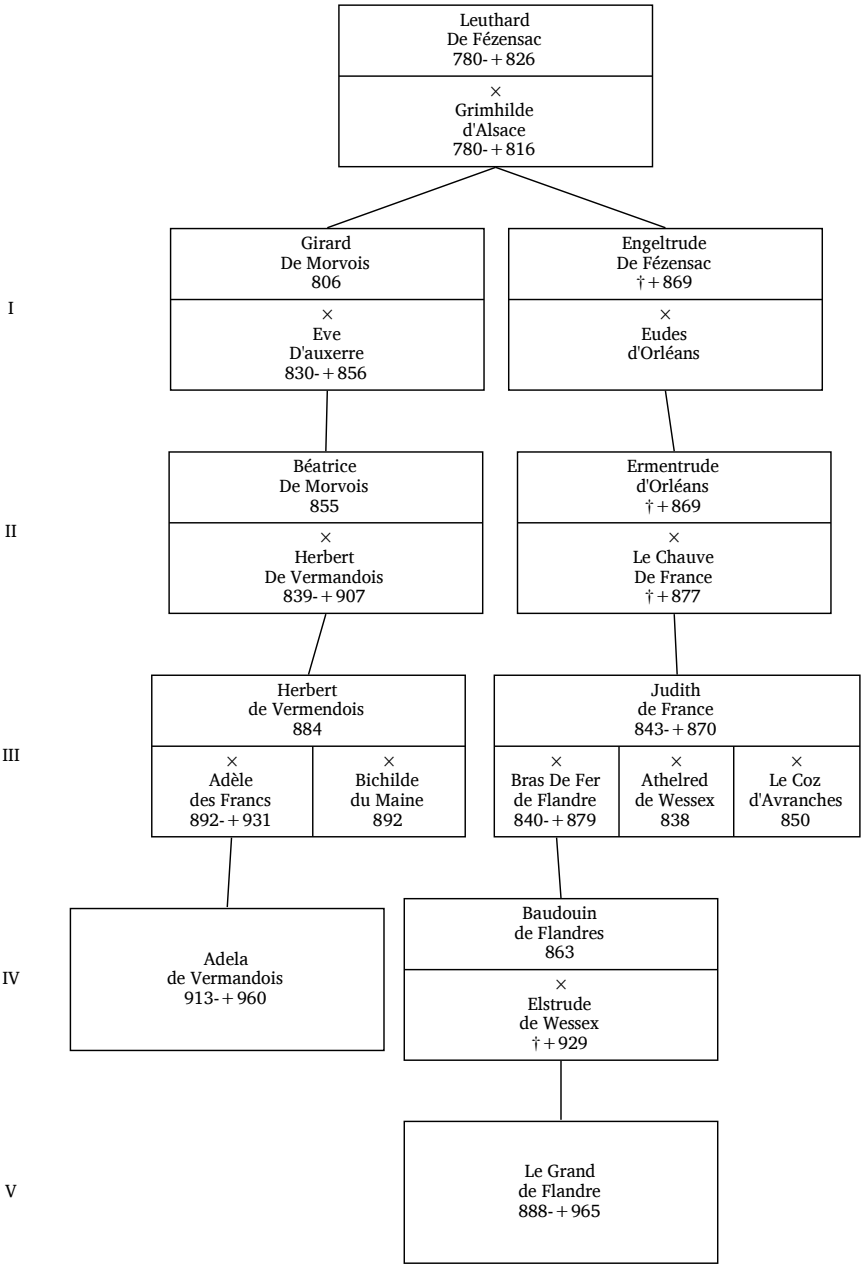 Leuthard
De Fézensac
780-+826
×
Grimhilde
d'Alsace
780-+816
I
Girard
De Morvois
806
×
Eve
D'auxerre
830-+856
Engeltrude
De Fézensac
†+869
×
Eudes
d'Orléans
II
Béatrice
De Morvois
855
×
Herbert
De Vermandois
839-+907
Ermentrude
d'Orléans
†+869
×
Le Chauve
De France
†+877
III
Herbert
de Vermendois
884
×
Adèle
des Francs
892-+931
×
Bichilde
du Maine
892
Judith
de France
843-+870
×
Bras De Fer
de Flandre
840-+879
×
Athelred
de Wessex
838
×
Le Coz
d'Avranches
850
IV
Adela
de Vermandois
913-+960
Baudouin
de Flandres
863
×
Elstrude
de Wessex
†+929
V
Le Grand
de Flandre
888-+965